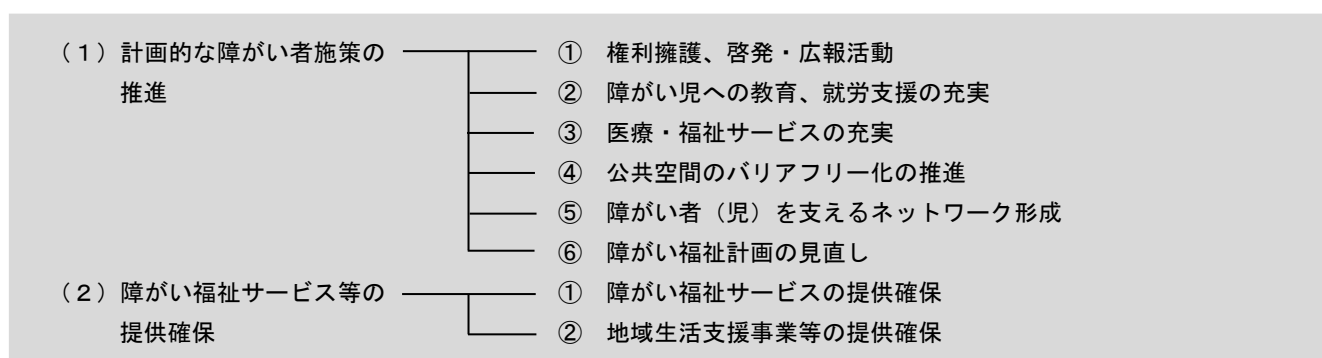 （１）計画的な障がい者施策の ① 権利擁護、啓発・広報活動
推進 ② 障がい児への教育、就労支援の充実
③ 医療・福祉サービスの充実
④ 公共空間のバリアフリー化の推進
⑤ 障がい者（児）を支えるネットワーク形成
⑥ 障がい福祉計画の見直し
（２）障がい福祉サービス等の ① 障がい福祉サービスの提供確保
提供確保 ② 地域生活支援事業等の提供確保